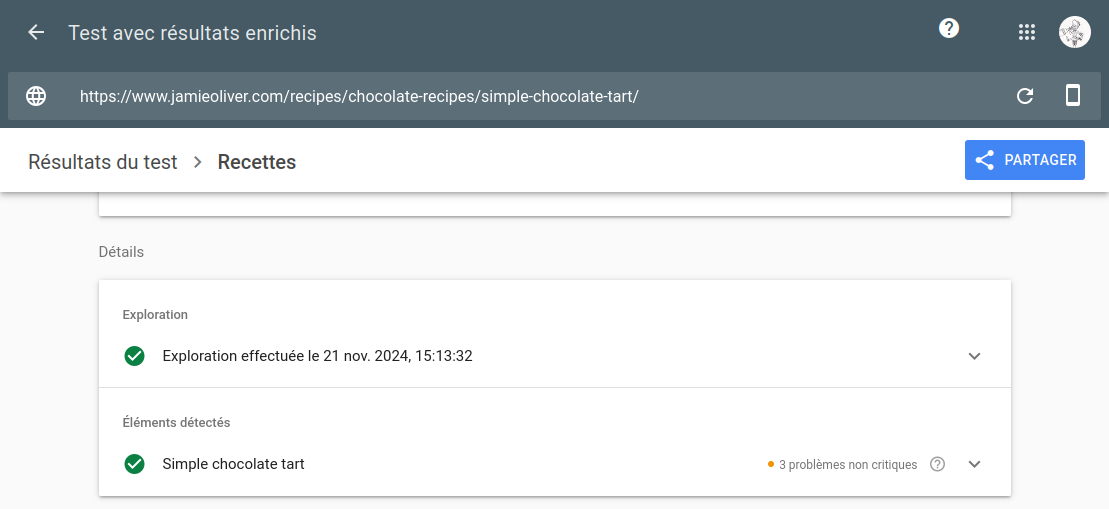 Test avec résultats enrichis
?
https://www.jamieoliver.com/recipes/chocolate-recipes/simple-chocolate-tart/
Résultats du test > Recettes
PARTAGER
Détails
Exploration
Exploration effectuée le 21 nov. 2024, 15:13:32
Éléments détectés
Simple chocolate tart
3 problèmes non critiques ?